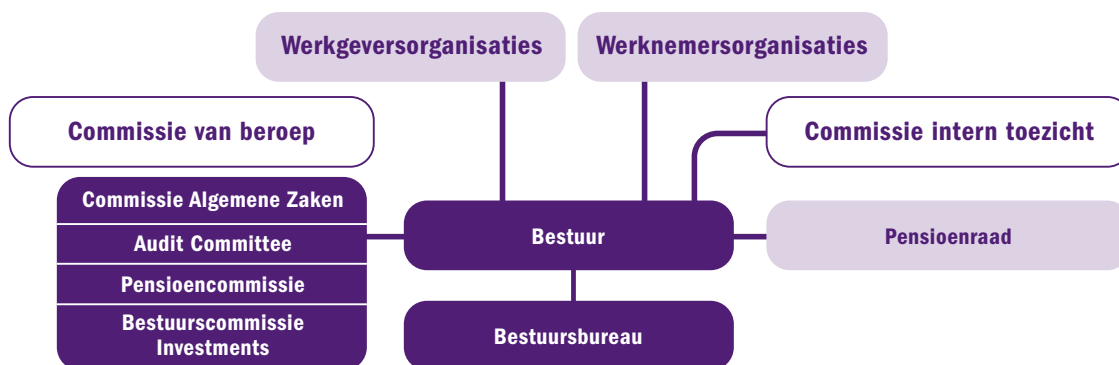 Werkgeversorganisaties
Werknemersorganisaties
Commissie van beroep
Commissie intern toezicht
Commissie Algemene Zaken
Audit Committee
Pensioencommissie
Bestuurscommissie
Investments
Bestuur
Pensioenraad
Bestuursbureau